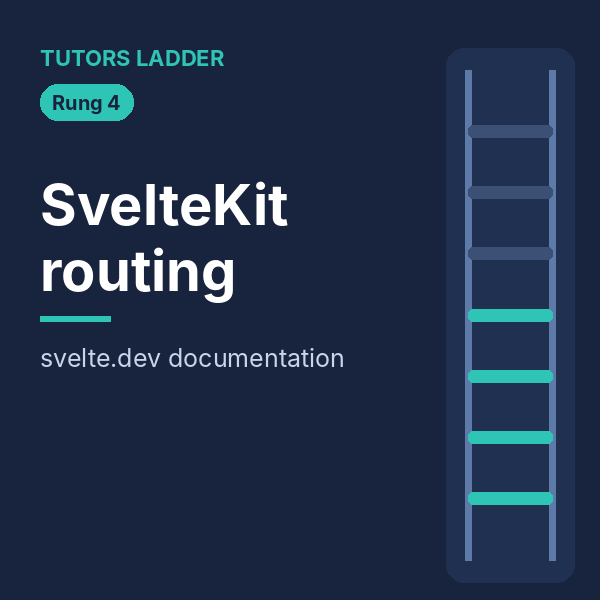 TUTORS LADDER
Rung 4
SvelteKit
routing
svelte.dev documentation